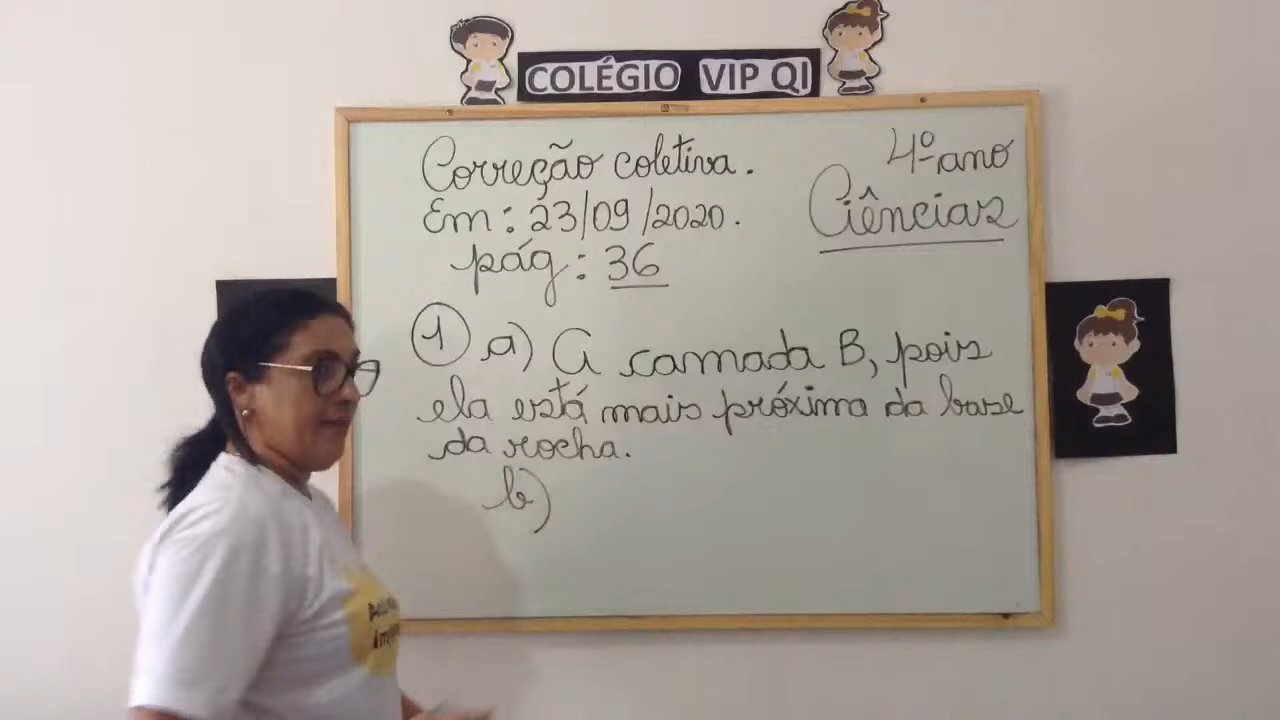 COLÉGIO VIP QI
Correção coletiva.
4º ano
Em: 23/09/2020.
Ciências
pág: 36
1 a) A camada B, pois
ela está mais próxima da base
da rocha.
b)